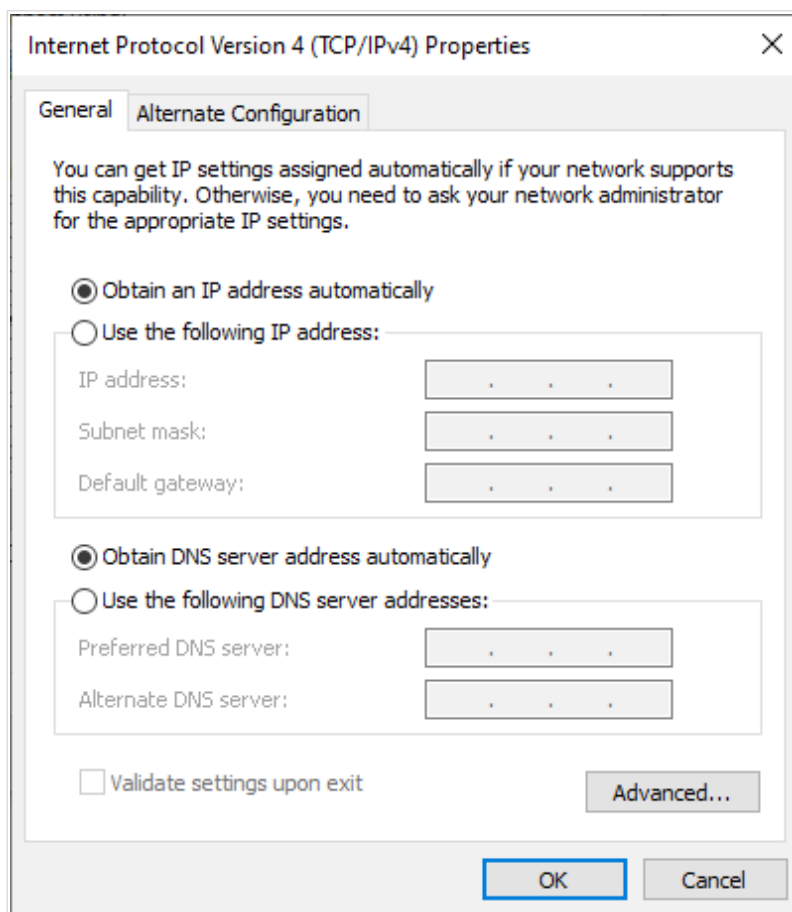 Internet Protocol Version 4 (TCP/IPv4) Properties
General
Alternate Configuration
You can get IP settings assigned automatically if your network supports
this capability. Otherwise, you need to ask your network administrator
for the appropriate IP settings.
Obtain an IP address automatically
Use the following IP address:
IP address:
. . .
Subnet mask:
. . .
Default gateway:
. . .
Obtain DNS server address automatically
Use the following DNS server addresses:
Preferred DNS server:
. . .
Alternate DNS server:
. . .
Validate settings upon exit
Advanced...
OK
Cancel